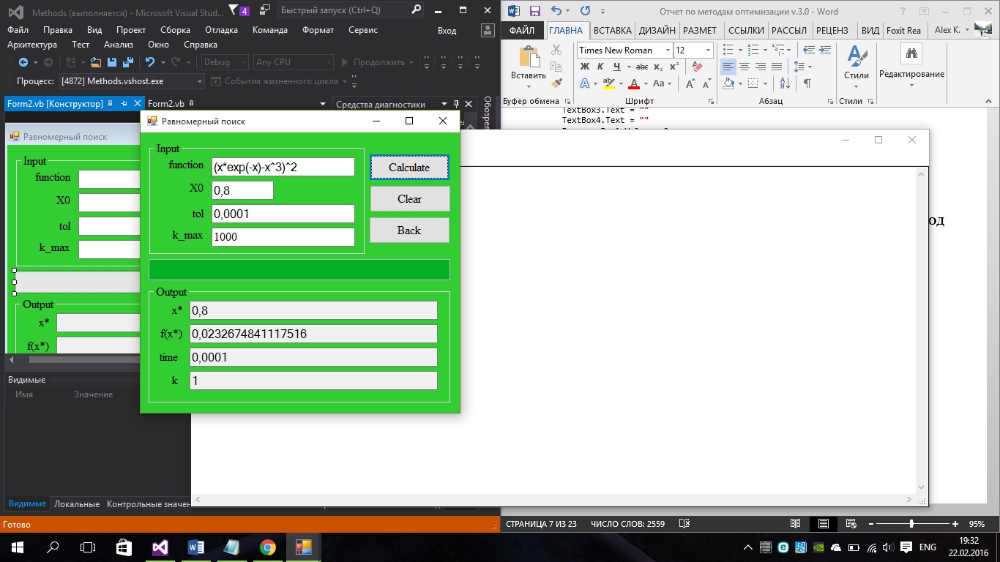 Methods (выполняется) - Microsoft Visual Stud...
4
Быстрый запуск (Ctrl+Q)
Файл Правка Вид Проект Сборка Отладка Команда Формат Сервис Вход
Архитектура Тест Анализ Окно Справка
Debug Any CPU Продолжить
Процесс: [4872] Methods.vshost.exe События жизненного цикла
Form2.vb [Конструктор] Form2.vb Средства диагностики
Равномерный поиск
Input
function
X0
tol
k_max
Output
x*
f(x*)
Видимые
Имя Значение
Видимые Локальные Контрольные значен
Готово
Равномерный поиск
Input
function (x*exp(-x)-x^3)^2
X0 0,8
tol 0,0001
k_max 1000
Calculate
Clear
Back
Output
x* 0,8
f(x*) 0,0232674841117516
time 0,0001
k 1
Отчет по методам оптимизации v.3.0 - Word
ФАЙЛ ГЛАВНА ВСТАВКА ДИЗАЙН РАЗМЕТ ССЫЛКИ РАССЫЛ РЕЦЕНЗ ВИД Foxit Rea Alex K.
Вставить
Times New Roman 12
Ж К Ч abc x₂ x²
Стили
Редактирование
Буфер обмена Шрифт Абзац Стили
TextBox3.Text = ""
TextBox4.Text = ""
од
СТРАНИЦА 7 ИЗ 23 ЧИСЛО СЛОВ: 2559 95%
ENG
19:32
22.02.2016